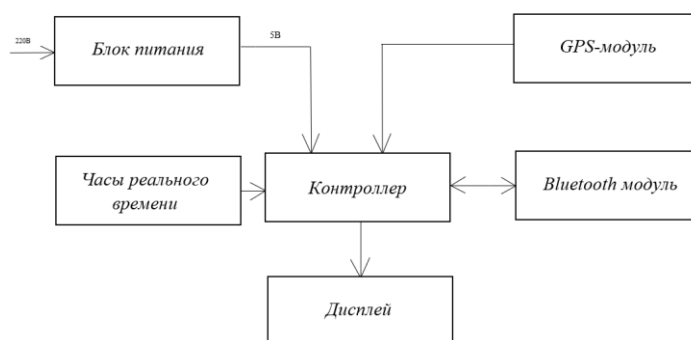 220В
Блок питания
5В
GPS-модуль
Часы реального
времени
Контроллер
Bluetooth модуль
Дисплей